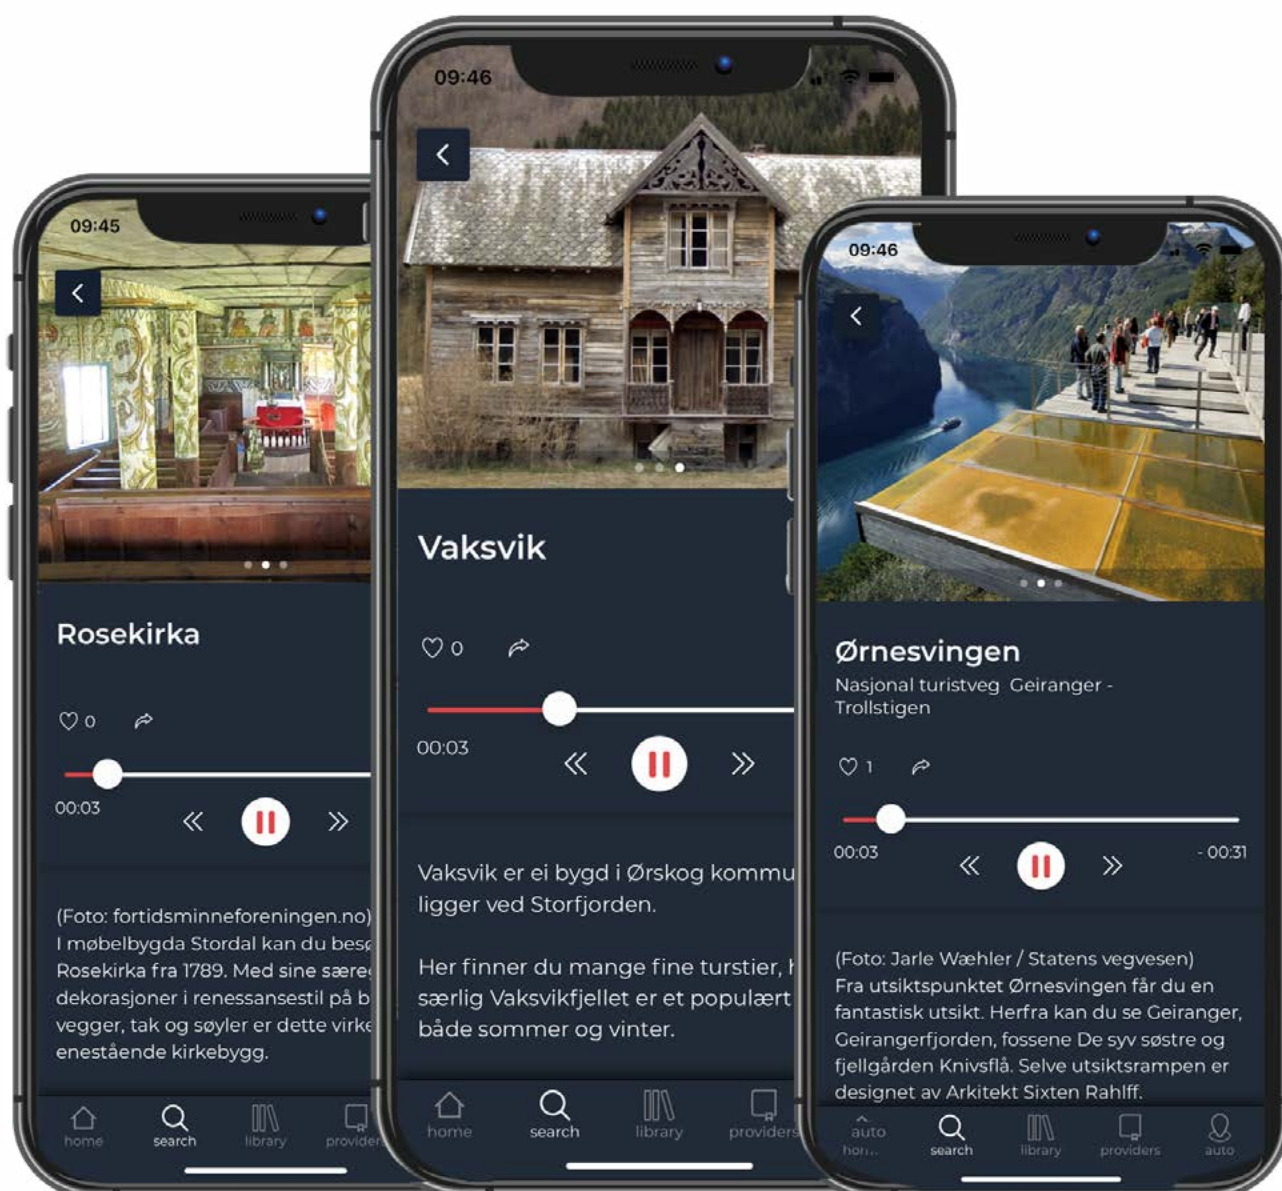 09:45
Rosekirka
0
00:03
(Foto: fortidsminneforeningen.no)
I møbelbygda Stordal kan du besø
Rosekirka fra 1789. Med sine sære
dekorasjoner i renessansestil på b
vegger, tak og søyler er dette virke
enestående kirkebygg.
home search library providers
09:46
Vaksvik
0
00:03
Vaksvik er ei bygd i Ørskog kommu
ligger ved Storfjorden.
Her finner du mange fine turstier, h
særlig Vaksvikfjellet er et populært
både sommer og vinter.
home search library providers
09:46
Ørnesvingen
Nasjonal turistveg Geiranger -
Trollstigen
1
00:03 - 00:31
(Foto: Jarle Wæhler / Statens vegvesen)
Fra utsiktspunktet Ørnesvingen får du en
fantastisk utsikt. Herfra kan du se Geiranger,
Geirangerfjorden, fossene De syv søstre og
fjellgården Knivsflå. Selve utsiktsrampen er
designet av Arkitekt Sixten Rahlff.
auto
hon... search library providers auto